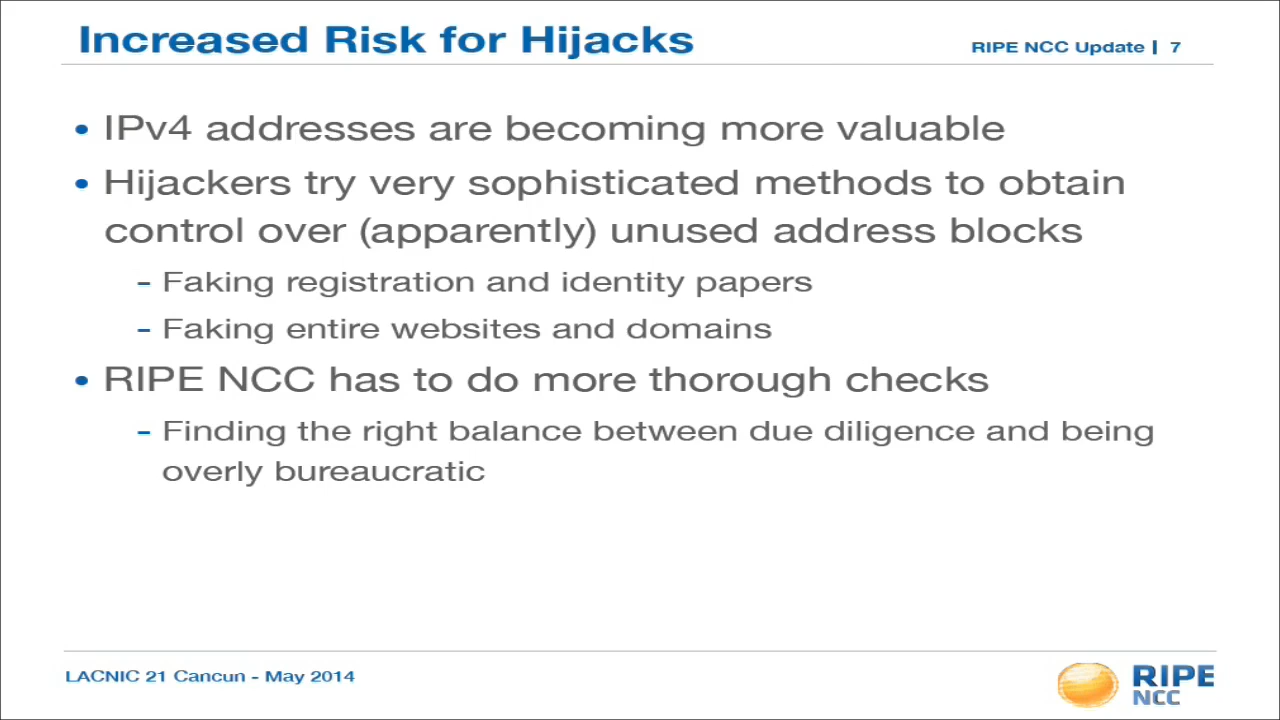 Increased Risk for Hijacks
RIPE NCC Update | 7
• IPv4 addresses are becoming more valuable
• Hijackers try very sophisticated methods to obtain
control over (apparently) unused address blocks
- Faking registration and identity papers
- Faking entire websites and domains
• RIPE NCC has to do more thorough checks
- Finding the right balance between due diligence and being
overly bureaucratic
LACNIC 21 Cancun - May 2014
RIPE
NCC